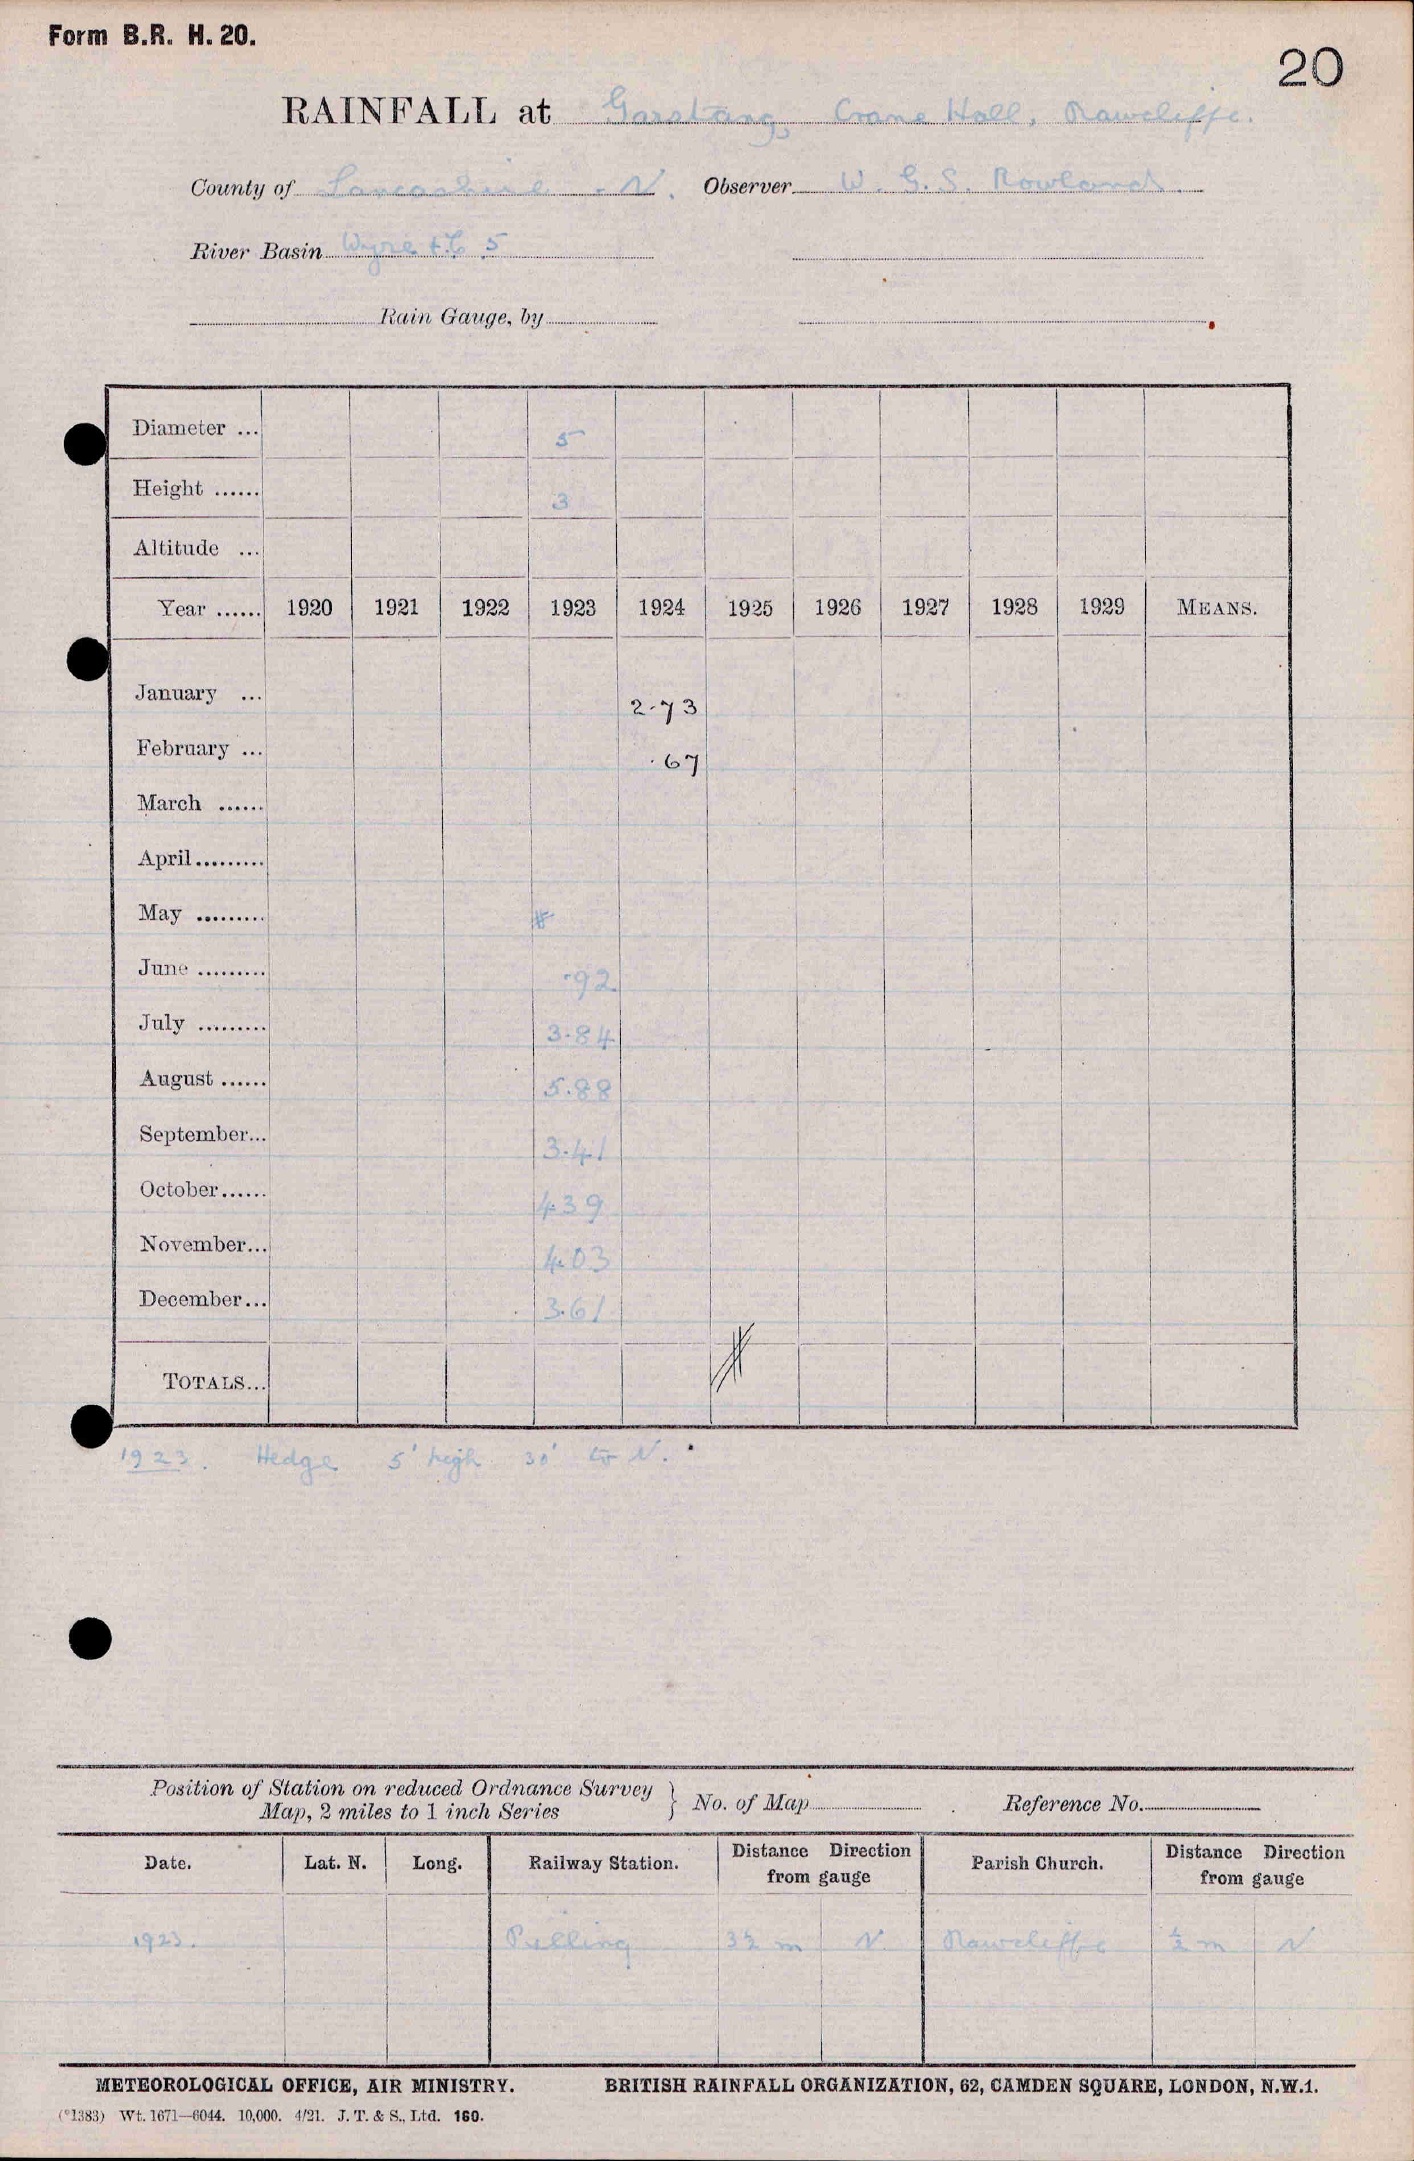 Form B.R. H. 20.
20
RAINFALL at Garstang, Crane Hall, Rawcliffe.
County of Lancashire - N. Observer W. G. S. Rowland.
River Basin Wyre 5
Rain Gauge, by
Diameter ... 5
Height ...... 3
Altitude ...
Year ...... 1920 1921 1922 1923 1924 1925 1926 1927 1928 1929 MEANS.
January ... 2.73
February ... .67
March ......
April.........
May .........
June ......... .92
July ......... 3.84
August ...... 5.88
September... 3.41
October...... 4.39
November... 4.03
December... 3.61
TOTALS...
1923. Hedge 5' high 30' to N.
Position of Station on reduced Ordnance Survey
Map, 2 miles to 1 inch Series } No. of Map Reference No.
Date. Lat. N. Long. Railway Station. Distance Direction from gauge Parish Church. Distance Direction from gauge
1923. Pilling 3½ m N. Rawcliffe ½ m N
METEOROLOGICAL OFFICE, AIR MINISTRY. BRITISH RAINFALL ORGANIZATION, 62, CAMDEN SQUARE, LONDON, N.W.1.
(*1383) Wt. 1671—6044. 10,000. 4/21. J. T. & S., Ltd. 160.